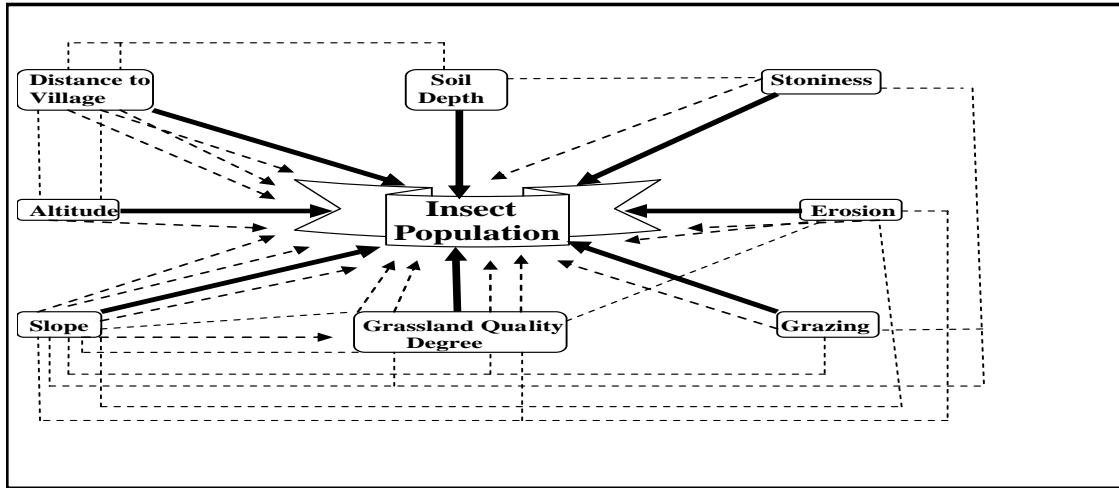 Distance to
Village
Soil
Depth
Stoniness
Altitude
Insect
Population
Erosion
Slope
Grassland Quality
Degree
Grazing